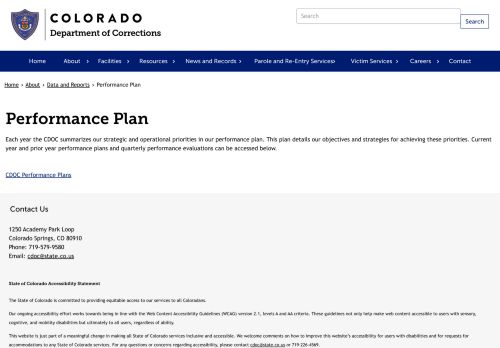 COLORADO
Department of Corrections
Search
Search
Home About Facilities Resources News and Records Parole and Re-Entry Services Victim Services Careers Contact
Home › About › Data and Reports › Performance Plan
Performance Plan
Each year the CDOC summarizes our strategic and operational priorities in our performance plan. This plan details our objectives and strategies for achieving these priorities. Current
year and prior year performance plans and quarterly performance evaluations can be accessed below.
CDOC Performance Plans
Contact Us
1250 Academy Park Loop
Colorado Springs, CO 80910
Phone: 719-579-9580
Email: cdoc@state.co.us
State of Colorado Accessibility Statement
The State of Colorado is committed to providing equitable access to our services to all Coloradans.
Our ongoing accessibility effort works towards being in line with the Web Content Accessibility Guidelines (WCAG) version 2.1, levels A and AA criteria. These guidelines not only help make web content accessible to users with sensory,
cognitive, and mobility disabilities but ultimately to all users, regardless of ability.
This website is just part of a meaningful change in making all State of Colorado services inclusive and accessible. We welcome comments on how to improve this website's accessibility for users with disabilities and for requests for
accommodations to any State of Colorado services. For any questions or concerns regarding accessibility, please contact cdoc@state.co.us or 719-226-4569.